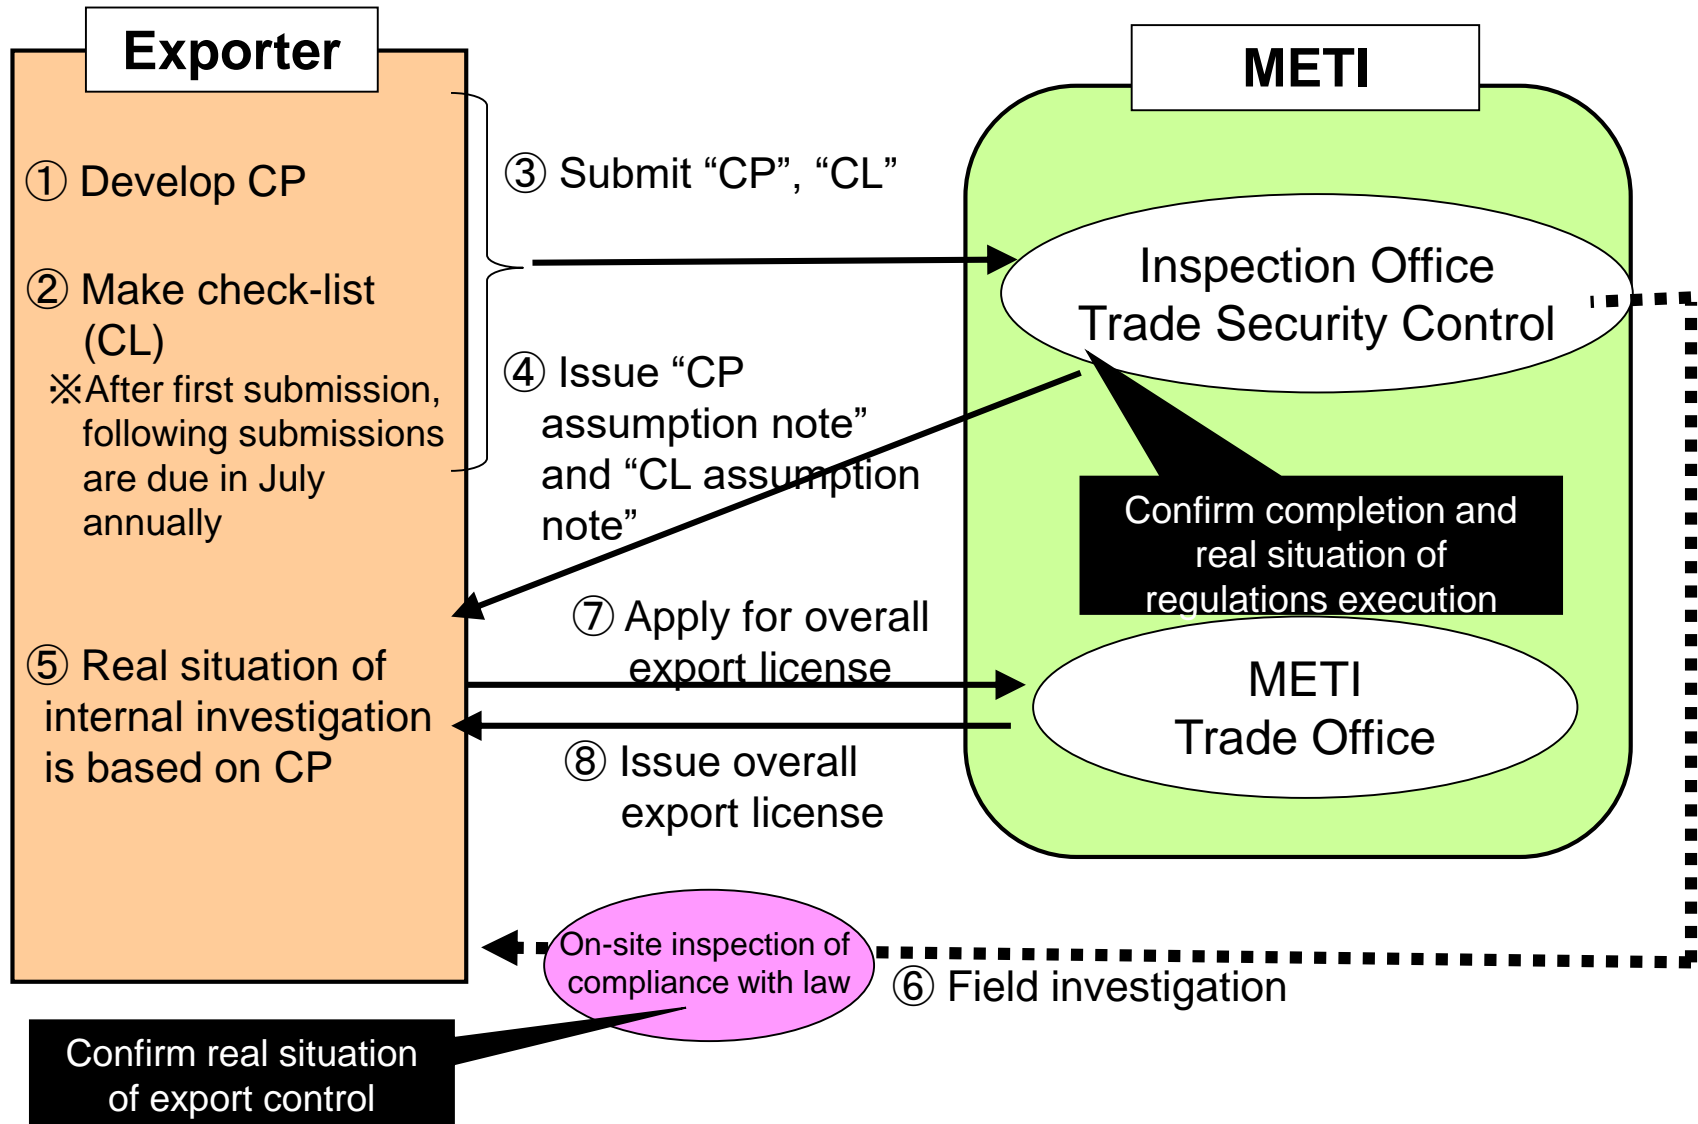 Exporter
① Develop CP
② Make check-list
(CL)
※After first submission,
following submissions
are due in July
annually
⑤ Real situation of
internal investigation
is based on CP
③ Submit “CP”, “CL”
④ Issue “CP
assumption note”
and “CL assumption
note”
⑦ Apply for overall
export license
⑧ Issue overall
export license
METI
Inspection Office
Trade Security Control
Confirm completion and
real situation of
regulations execution
METI
Trade Office
On-site inspection of
compliance with law
⑥ Field investigation
Confirm real situation
of export control